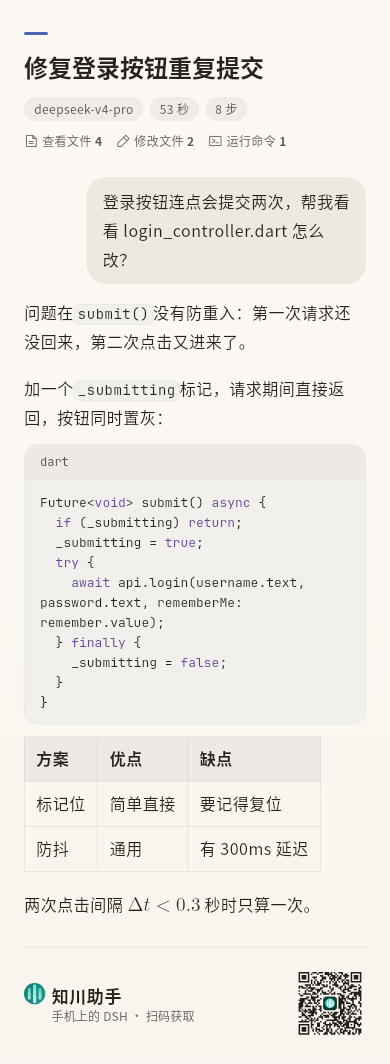 修复登录按钮重复提交
deepseek-v4-pro 53 秒 8 步
查看文件 4 修改文件 2 运行命令 1
登录按钮连点会提交两次，帮我看
看 login_controller.dart 怎么
改？
问题在 submit() 没有防重入：第一次请求还
没回来，第二次点击又进来了。
加一个 _submitting 标记，请求期间直接返
回，按钮同时置灰：
dart
Future<void> submit() async {
  if (_submitting) return;
  _submitting = true;
  try {
    await api.login(username.text,
password.text, rememberMe:
remember.value);
  } finally {
    _submitting = false;
  }
}
方案 优点 缺点
标记位 简单直接 要记得复位
防抖 通用 有 300ms 延迟
两次点击间隔 Δt < 0.3 秒时只算一次。
知川助手
手机上的 DSH · 扫码获取